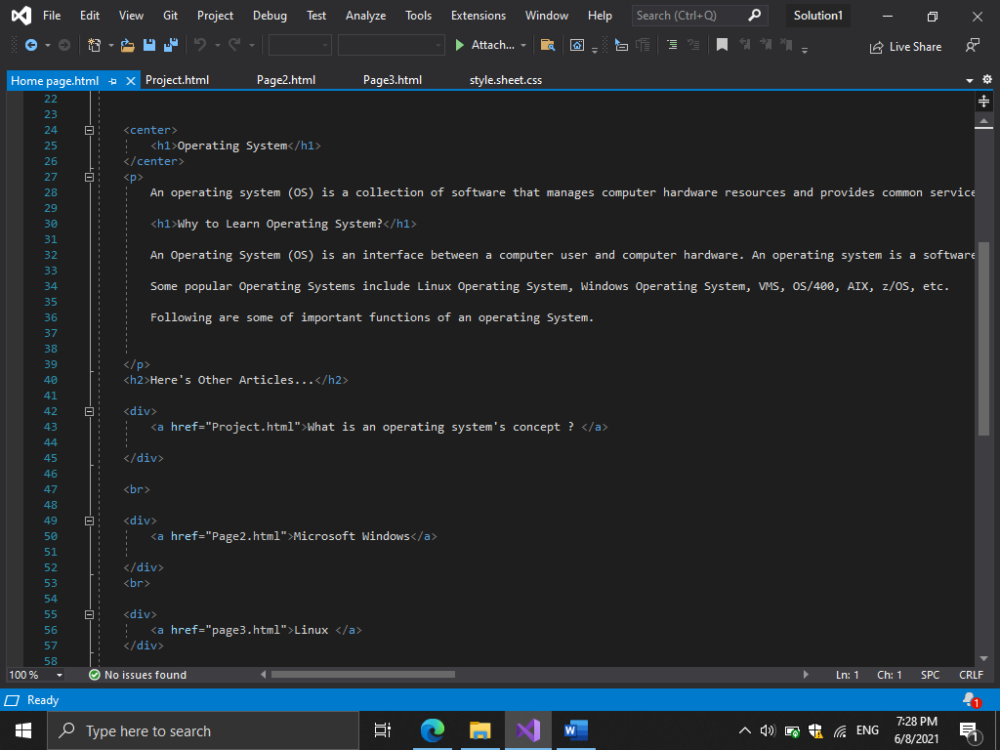 File Edit View Git Project Debug Test Analyze Tools Extensions Window Help Search (Ctrl+Q) Solution1
Attach... Live Share
Home page.html Project.html Page2.html Page3.html style.sheet.css
22
23
24 <center>
25 <h1>Operating System</h1>
26 </center>
27 <p>
28 An operating system (OS) is a collection of software that manages computer hardware resources and provides common service
29
30 <h1>Why to Learn Operating System?</h1>
31
32 An Operating System (OS) is an interface between a computer user and computer hardware. An operating system is a software
33
34 Some popular Operating Systems include Linux Operating System, Windows Operating System, VMS, OS/400, AIX, z/OS, etc.
35
36 Following are some of important functions of an operating System.
37
38
39 </p>
40 <h2>Here's Other Articles...</h2>
41
42 <div>
43 <a href="Project.html">What is an operating system's concept ? </a>
44
45 </div>
46
47 <br>
48
49 <div>
50 <a href="Page2.html">Microsoft Windows</a>
51
52 </div>
53 <br>
54
55 <div>
56 <a href="page3.html">Linux </a>
57 </div>
58
100 % No issues found Ln: 1 Ch: 1 SPC CRLF
Ready 1
Type here to search W ENG 7:28 PM
6/8/2021 1